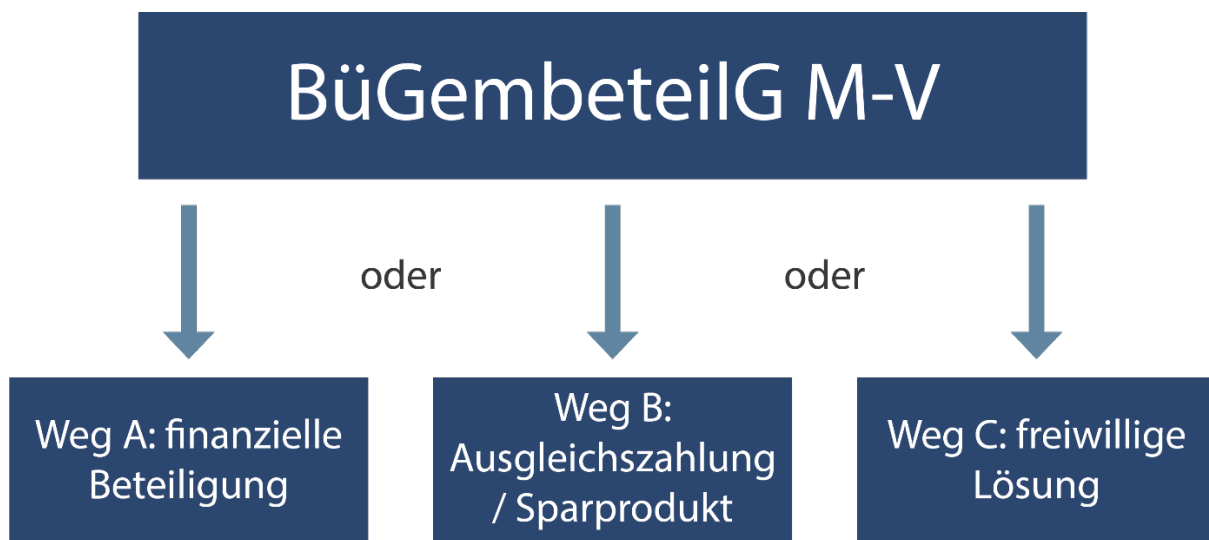 BüGembeteilG M-V
oder
oder
Weg A: finanzielle
Beteiligung
Weg B:
Ausgleichszahlung
/ Sparprodukt
Weg C: freiwillige
Lösung